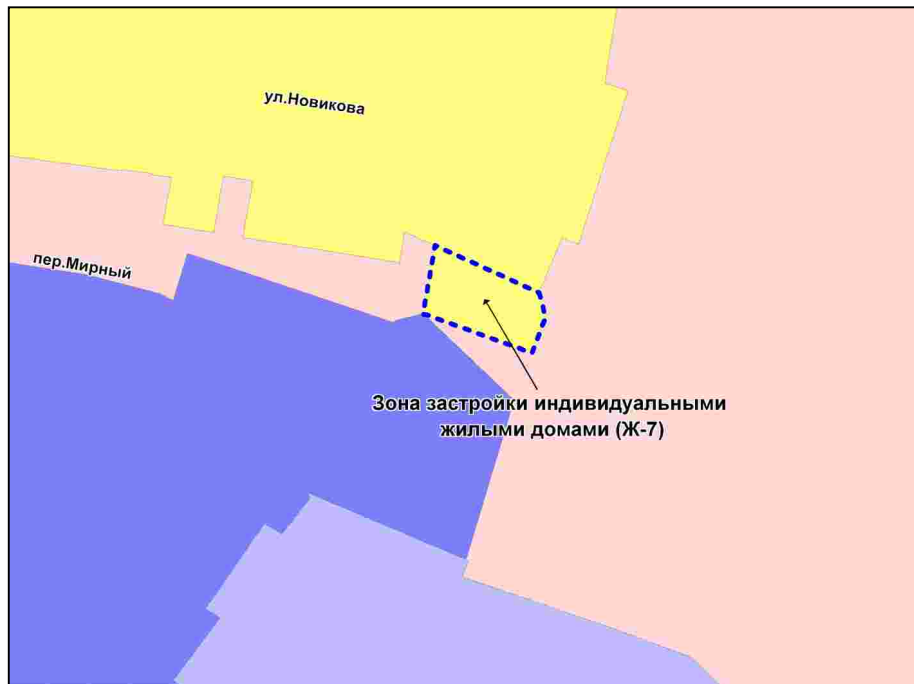 ул.Новикова
пер.Мирный
Зона застройки индивидуальными
жилыми домами (Ж-7)